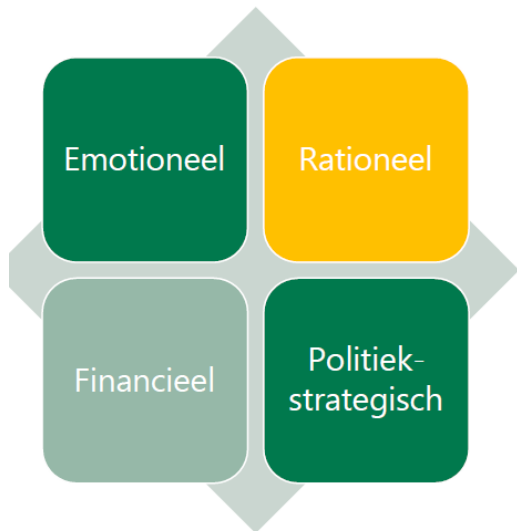 Emotioneel
Rationeel
Financieel
Politiek-
strategisch